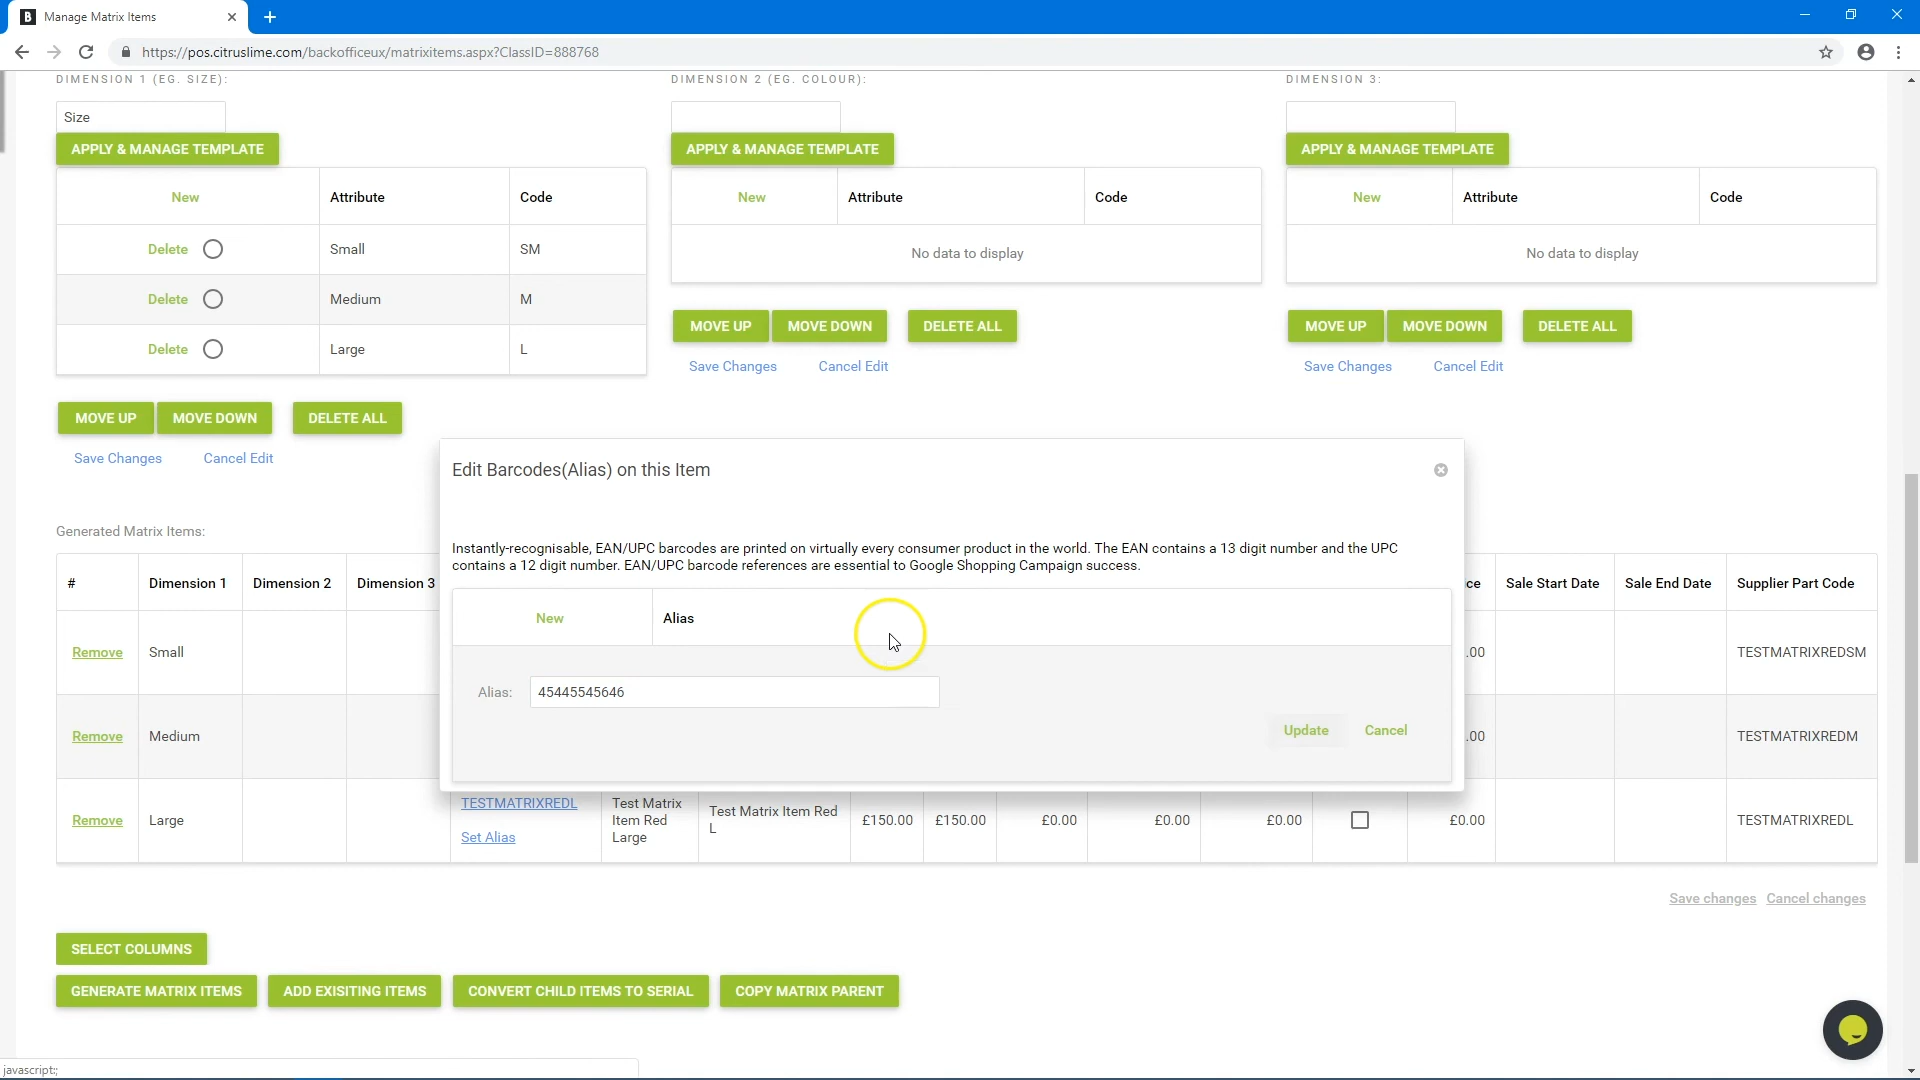 Manage Matrix Items
https://pos.citruslime.com/backofficeux/matrixitems.aspx?ClassID=888768
DIMENSION 1 (EG. SIZE):
DIMENSION 2 (EG. COLOUR):
DIMENSION 3:
Size
APPLY & MANAGE TEMPLATE
APPLY & MANAGE TEMPLATE
APPLY & MANAGE TEMPLATE
New Attribute Code
New Attribute Code
New Attribute Code
Delete Small SM
No data to display
No data to display
Delete Medium M
Delete Large L
MOVE UP MOVE DOWN DELETE ALL
MOVE UP MOVE DOWN DELETE ALL
Save Changes Cancel Edit
Save Changes Cancel Edit
MOVE UP MOVE DOWN DELETE ALL
Save Changes Cancel Edit
Edit Barcodes(Alias) on this Item
Instantly-recognisable, EAN/UPC barcodes are printed on virtually every consumer product in the world. The EAN contains a 13 digit number and the UPC
contains a 12 digit number. EAN/UPC barcode references are essential to Google Shopping Campaign success.
New Alias
Alias: 45445545646
Update Cancel
Generated Matrix Items:
# Dimension 1 Dimension 2 Dimension 3 ce Sale Start Date Sale End Date Supplier Part Code
Remove Small .00 TESTMATRIXREDSM
Remove Medium .00 TESTMATRIXREDM
Remove Large TESTMATRIXREDL Set Alias Test Matrix Item Red Large Test Matrix Item Red L £150.00 £150.00 £0.00 £0.00 £0.00 £0.00 TESTMATRIXREDL
Save changes Cancel changes
SELECT COLUMNS
GENERATE MATRIX ITEMS ADD EXISITING ITEMS CONVERT CHILD ITEMS TO SERIAL COPY MATRIX PARENT
javascript:;